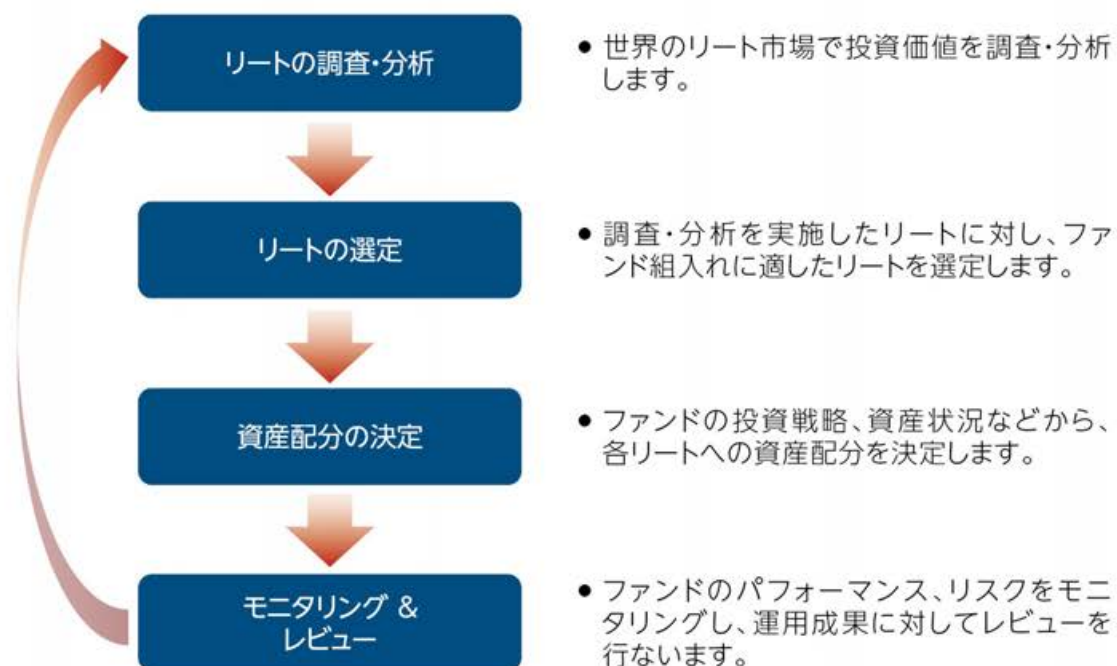 リートの調査・分析
● 世界のリート市場で投資価値を調査・分析
します。
リートの選定
● 調査・分析を実施したリートに対し、ファ
ンド組入れに適したリートを選定します。
資産配分の決定
● ファンドの投資戦略、資産状況などから、
各リートへの資産配分を決定します。
モニタリング &
レビュー
● ファンドのパフォーマンス、リスクをモニ
タリングし、運用成果に対してレビューを
行ないます。